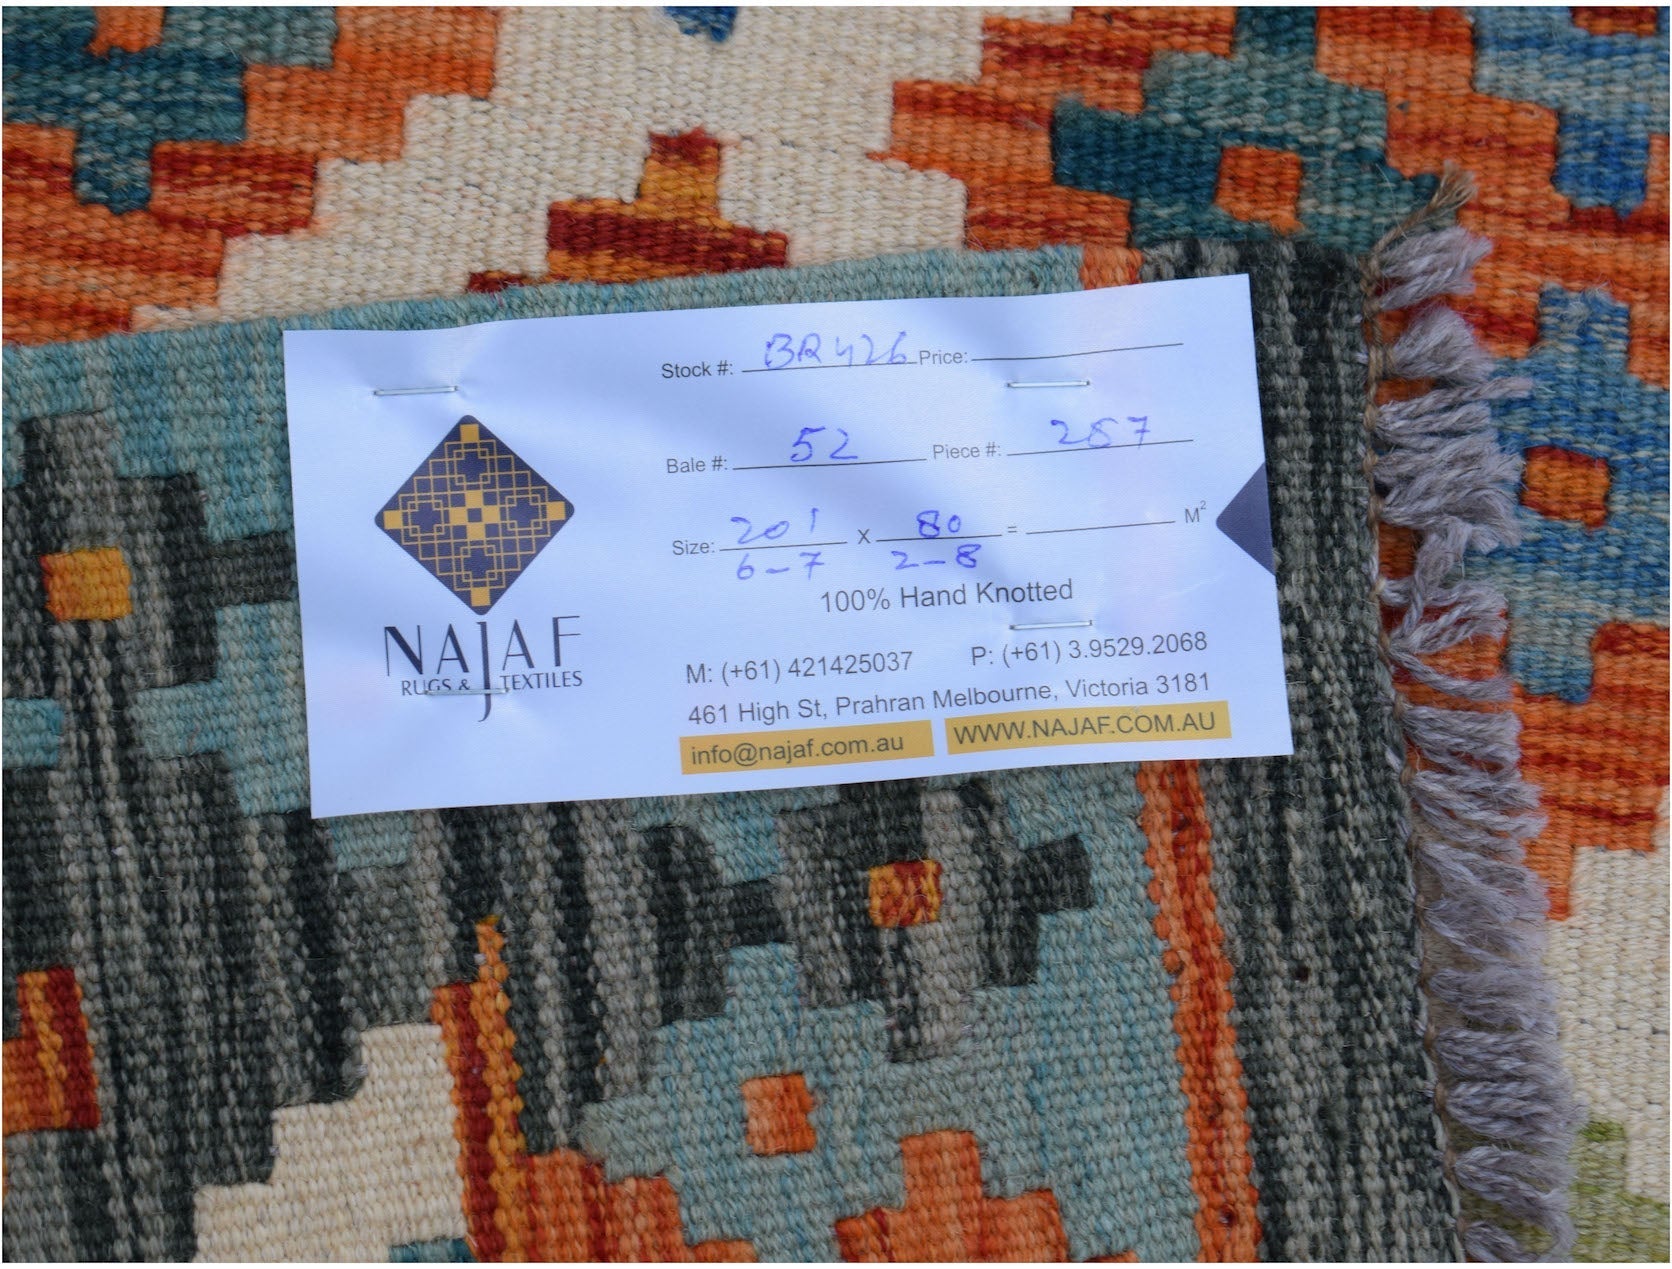 Stock #: BR426 Price:
Bale #: 52 Piece #: 287
Size: 201 x 80 = M²
6-7 2-8
100% Hand Knotted
NAJAF
RUGS & TEXTILES
M: (+61) 421425037 P: (+61) 3.9529.2068
461 High St, Prahran Melbourne, Victoria 3181
info@najaf.com.au WWW.NAJAF.COM.AU